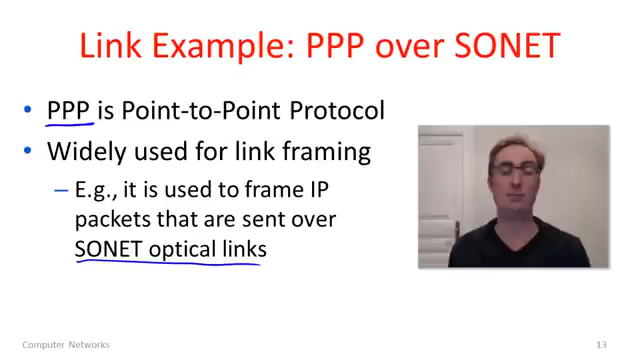 Link Example: PPP over SONET
• PPP is Point-to-Point Protocol
• Widely used for link framing
– E.g., it is used to frame IP
packets that are sent over
SONET optical links
Computer Networks
13